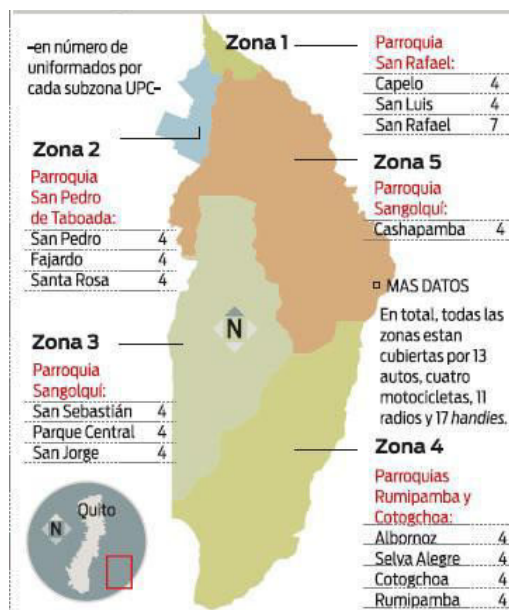 -en número de
uniformados por
cada subzona UPC-
Zona 1
Parroquia
San Rafael:
Capelo 4
San Luis 4
San Rafael 7
Zona 2
Parroquia
San Pedro
de Taboada:
San Pedro 4
Fajardo 4
Santa Rosa 4
Zona 5
Parroquia
Sangolquí:
Cashapamba 4
MAS DATOS
En total, todas las
zonas estan
cubiertas por 13
autos, cuatro
motocicletas, 11
radios y 17 handies.
N
Zona 3
Parroquia
Sangolquí:
San Sebastián 4
Parque Central 4
San Jorge 4
Zona 4
Parroquias
Rumipamba y
Cotogchoa:
Albornoz 4
Selva Alegre 4
Cotogchoa 4
Rumipamba 4
Quito
N